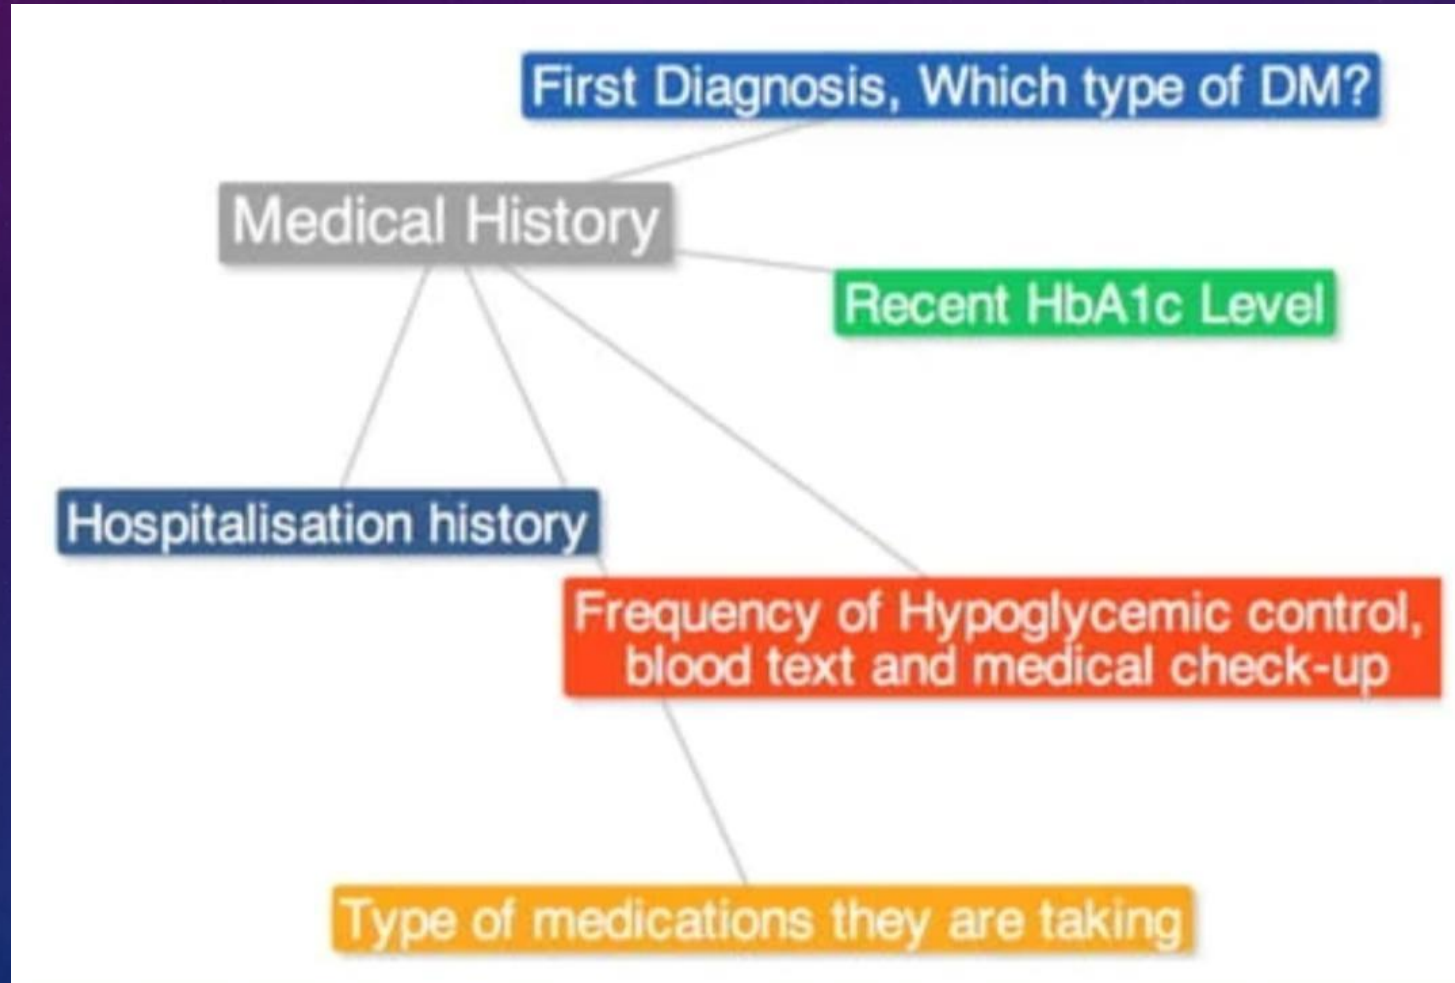 First Diagnosis, Which type of DM?
Medical History
Recent HbA1c Level
Hospitalisation history
Frequency of Hypoglycemic control,
blood text and medical check-up
Type of medications they are taking